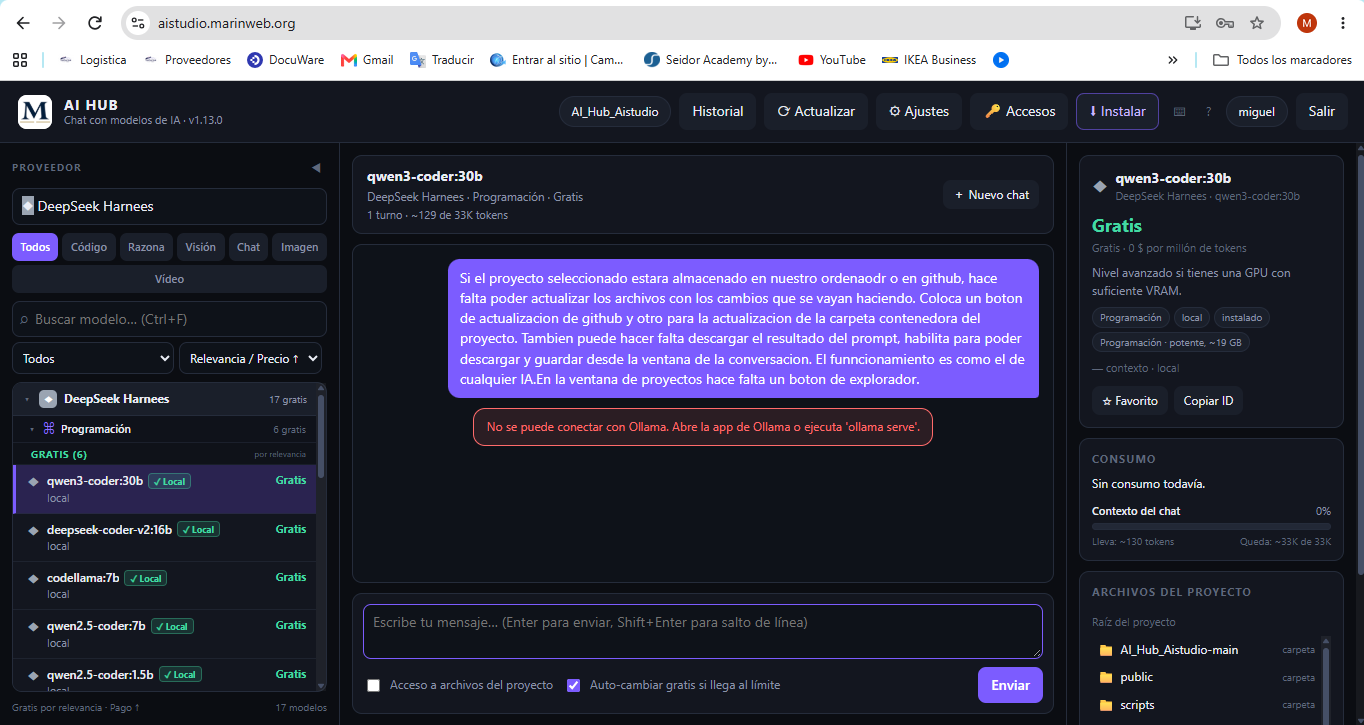 aistudio.marinweb.org
M
Logistica
Proveedores
DocuWare
Gmail
Traducir
Entrar al sitio | Cam...
Seidor Academy by...
YouTube
IKEA Business
»
Todos los marcadores
M
AI HUB
Chat con modelos de IA · v1.13.0
AI_Hub_Aistudio
Historial
⟳ Actualizar
⚙ Ajustes
🔑 Accesos
⬇ Instalar
?
miguel
Salir
PROVEEDOR
◀
DeepSeek Harnees
Todos
Código
Razona
Visión
Chat
Imagen
Vídeo
Buscar modelo... (Ctrl+F)
Todos
Relevancia / Precio ↑
DeepSeek Harnees
17 gratis
⌘ Programación
6 gratis
GRATIS (6)
por relevancia
qwen3-coder:30b
✓ Local
Gratis
local
deepseek-coder-v2:16b
✓ Local
Gratis
local
codellama:7b
✓ Local
Gratis
local
qwen2.5-coder:7b
✓ Local
Gratis
local
qwen2.5-coder:1.5b
✓ Local
Gratis
local
Gratis por relevancia · Pago ↑
17 modelos
qwen3-coder:30b
DeepSeek Harnees · Programación · Gratis
1 turno · ~129 de 33K tokens
+ Nuevo chat
Si el proyecto seleccionado estara almacenado en nuestro ordenaodr o en github, hace
falta poder actualizar los archivos con los cambios que se vayan haciendo. Coloca un boton
de actualizacion de github y otro para la actualizacion de la carpeta contenedora del
proyecto. Tambien puede hacer falta descargar el resultado del prompt, habilita para poder
descargar y guardar desde la ventana de la conversacion. El funncionamiento es como el de
cualquier IA.En la ventana de proyectos hace falta un boton de explorador.
No se puede conectar con Ollama. Abre la app de Ollama o ejecuta 'ollama serve'.
Escribe tu mensaje... (Enter para enviar, Shift+Enter para salto de línea)
Acceso a archivos del proyecto
Auto-cambiar gratis si llega al límite
Enviar
qwen3-coder:30b
DeepSeek Harnees · qwen3-coder:30b
Gratis
Gratis · 0 $ por millón de tokens
Nivel avanzado si tienes una GPU con
suficiente VRAM.
Programación
local
instalado
Programación · potente, ~19 GB
— contexto · local
☆ Favorito
Copiar ID
CONSUMO
Sin consumo todavía.
Contexto del chat
0%
Lleva: ~130 tokens
Queda: ~33K de 33K
ARCHIVOS DEL PROYECTO
Raíz del proyecto
AI_Hub_Aistudio-main
carpeta
public
carpeta
scripts
carpeta